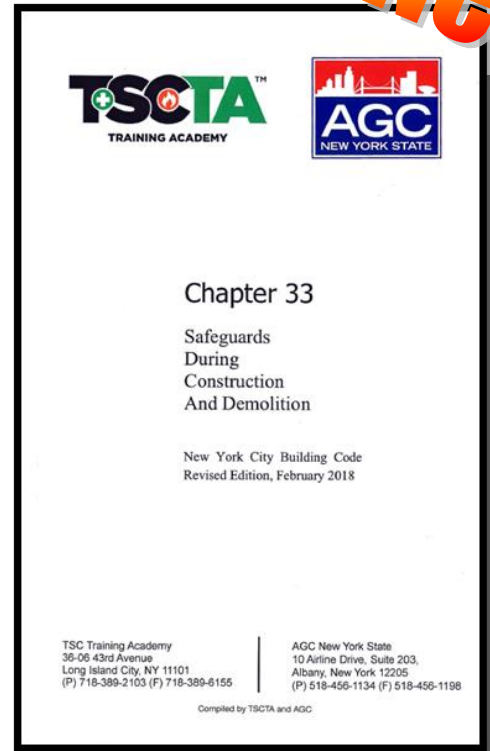 TSCTA™
TRAINING ACADEMY
AGC
NEW YORK STATE
Chapter 33
Safeguards
During
Construction
And Demolition
New York City Building Code
Revised Edition, February 2018
TSC Training Academy
36-06 43rd Avenue
Long Island City, NY 11101
(P) 718-389-2103 (F) 718-389-6155
AGC New York State
10 Airline Drive, Suite 203,
Albany, New York 12205
(P) 518-456-1134 (F) 518-456-1198
Compiled by TSCTA and AGC